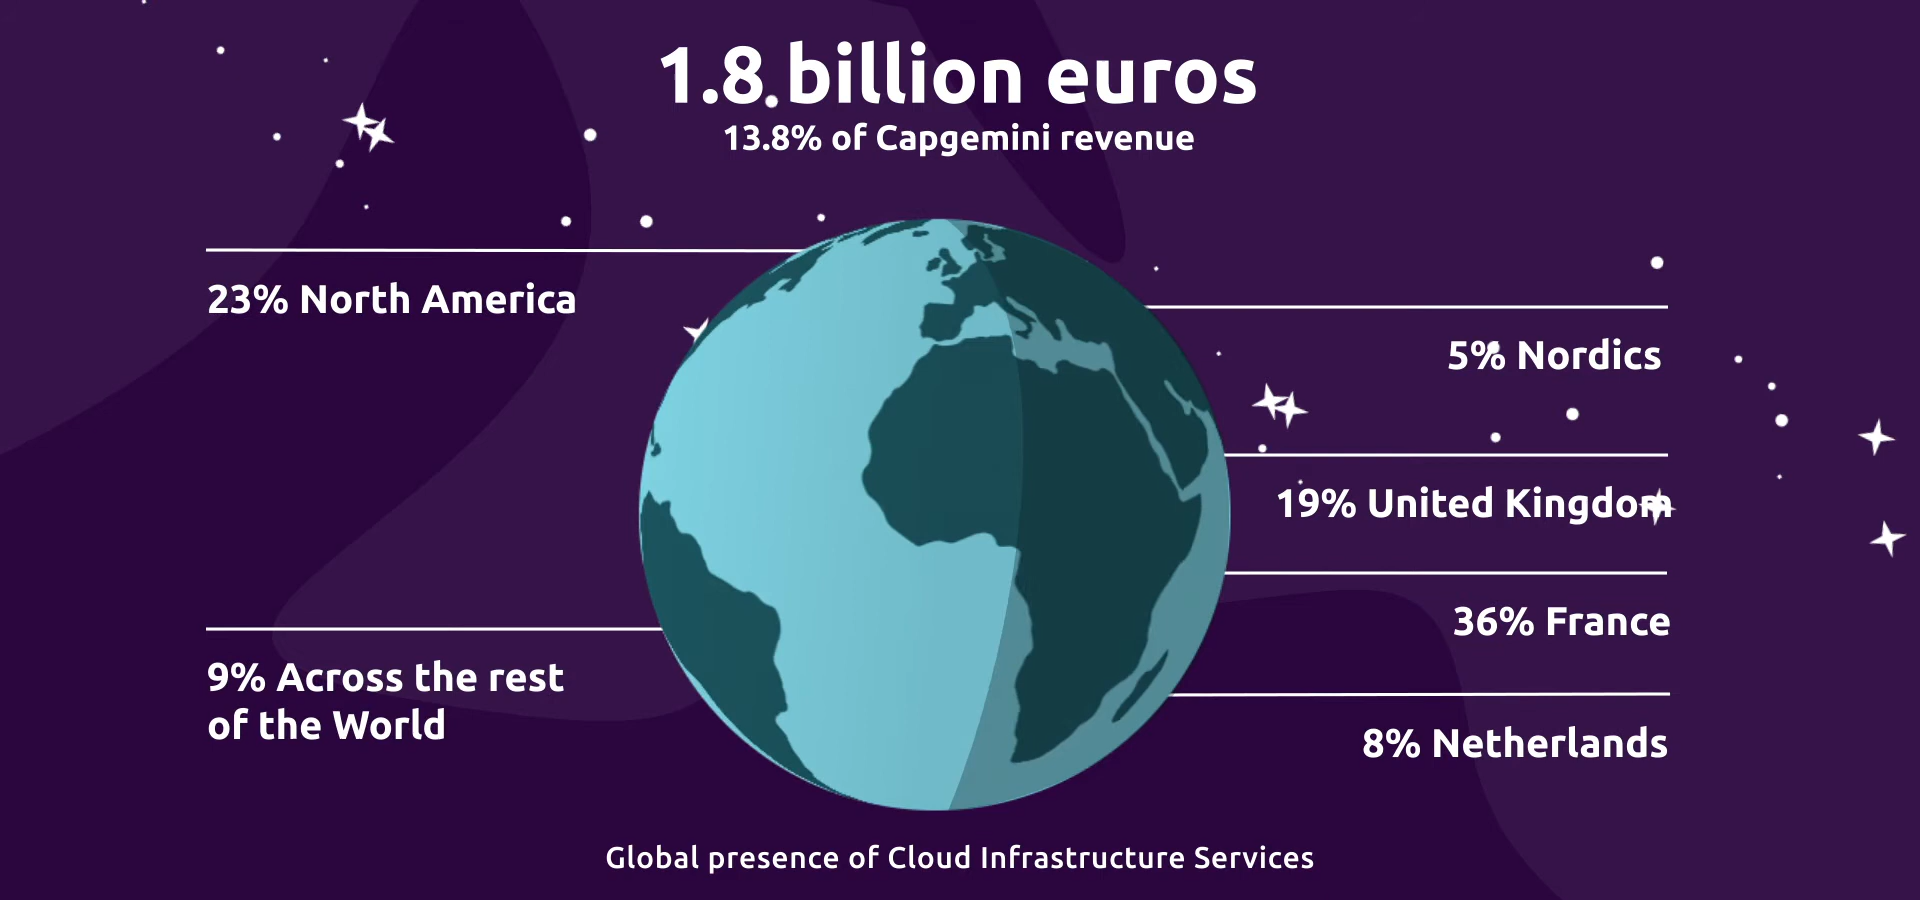 1.8 billion euros
13.8% of Capgemini revenue
23% North America
5% Nordics
19% United Kingdom
36% France
9% Across the rest
of the World
8% Netherlands
Global presence of Cloud Infrastructure Services